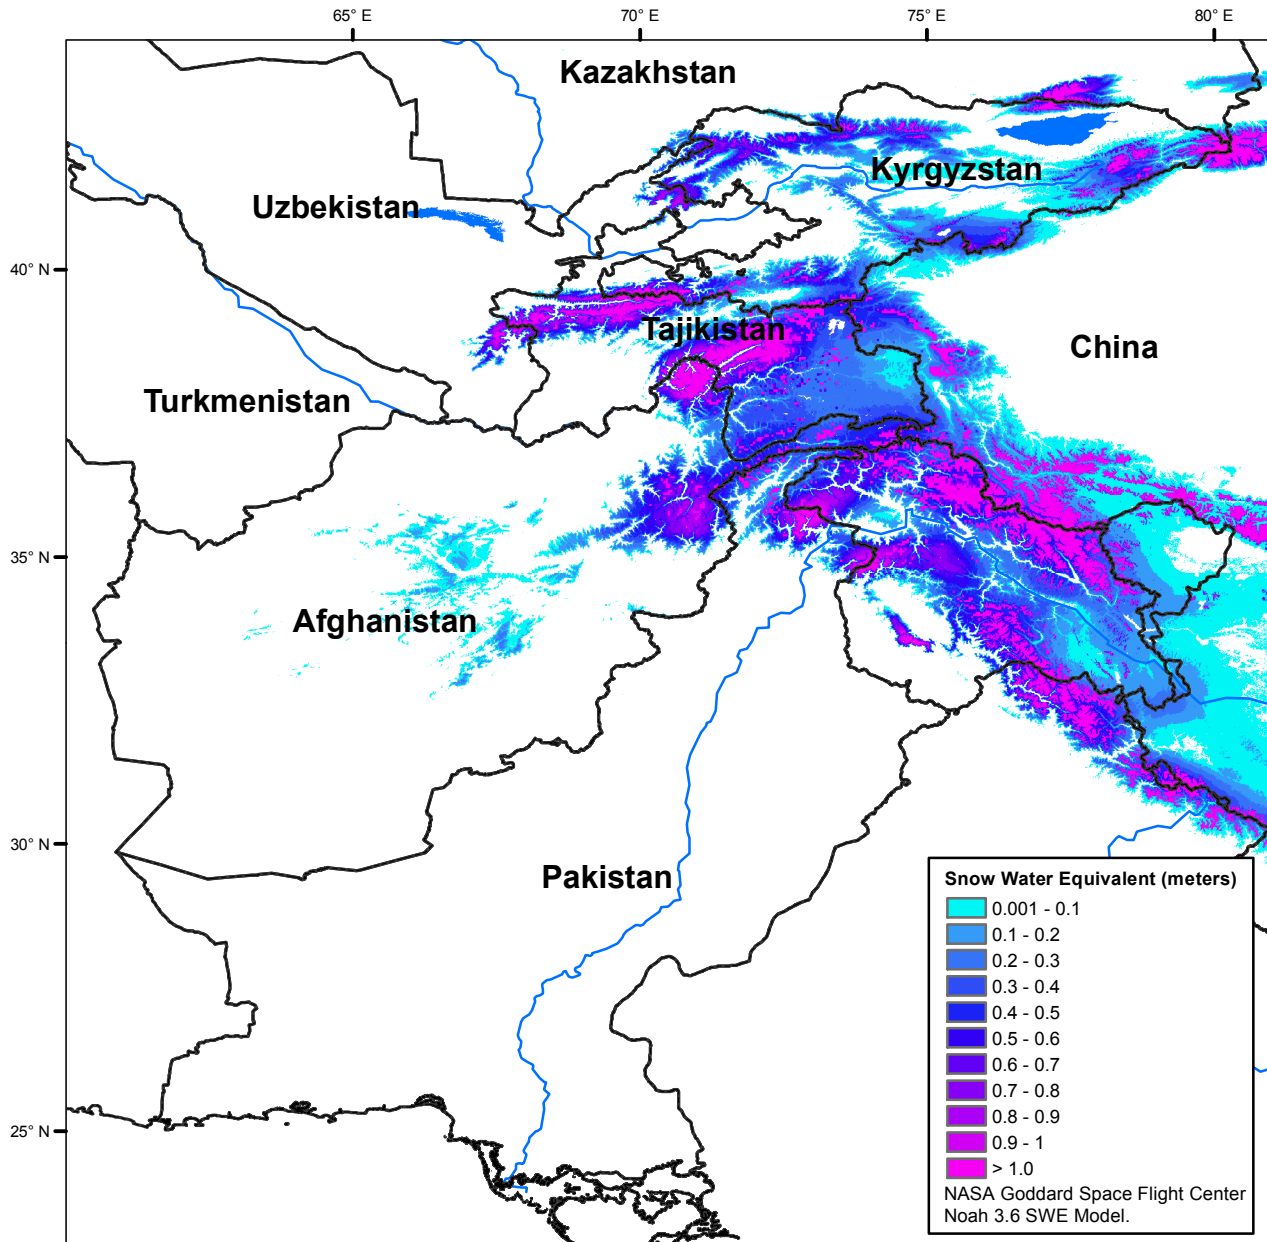 65° E
70° E
75° E
80° E
Kazakhstan
Kyrgyzstan
Uzbekistan
40° N
Tajikistan
China
Turkmenistan
35° N
Afghanistan
30° N
Pakistan
25° N
Snow Water Equivalent (meters)
0.001 - 0.1
0.1 - 0.2
0.2 - 0.3
0.3 - 0.4
0.4 - 0.5
0.5 - 0.6
0.6 - 0.7
0.7 - 0.8
0.8 - 0.9
0.9 - 1
> 1.0
NASA Goddard Space Flight Center
Noah 3.6 SWE Model.